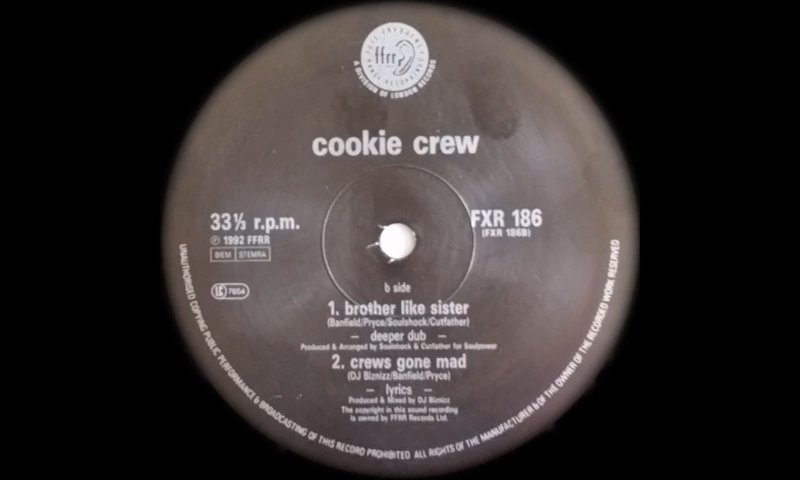 FULL FREQUENCY
ffrr
RANGE RECORDINGS
A DIVISION OF LONDON RECORDS
cookie crew
33⅓ r.p.m.
℗ 1992 FFRR
BIEM STEMRA
LC 7654
FXR 186
(FXR 186B)
b side
1. brother like sister
(Banfield/Pryce/Soulshock/Cutfather)
– deeper dub –
Produced & Arranged by Soulshock & Cutfather for Soulpower
2. crews gone mad
(DJ Biznizz/Banfield/Pryce)
– lyrics –
Produced & Mixed by DJ Biznizz
The copyright in this sound recording
is owned by FFRR Records Ltd.
UNAUTHORISED COPYING PUBLIC PERFORMANCE & BROADCASTING OF THIS RECORD PROHIBITED ALL RIGHTS OF THE MANUFACTURER & OF THE OWNER OF THE RECORDED WORK RESERVED